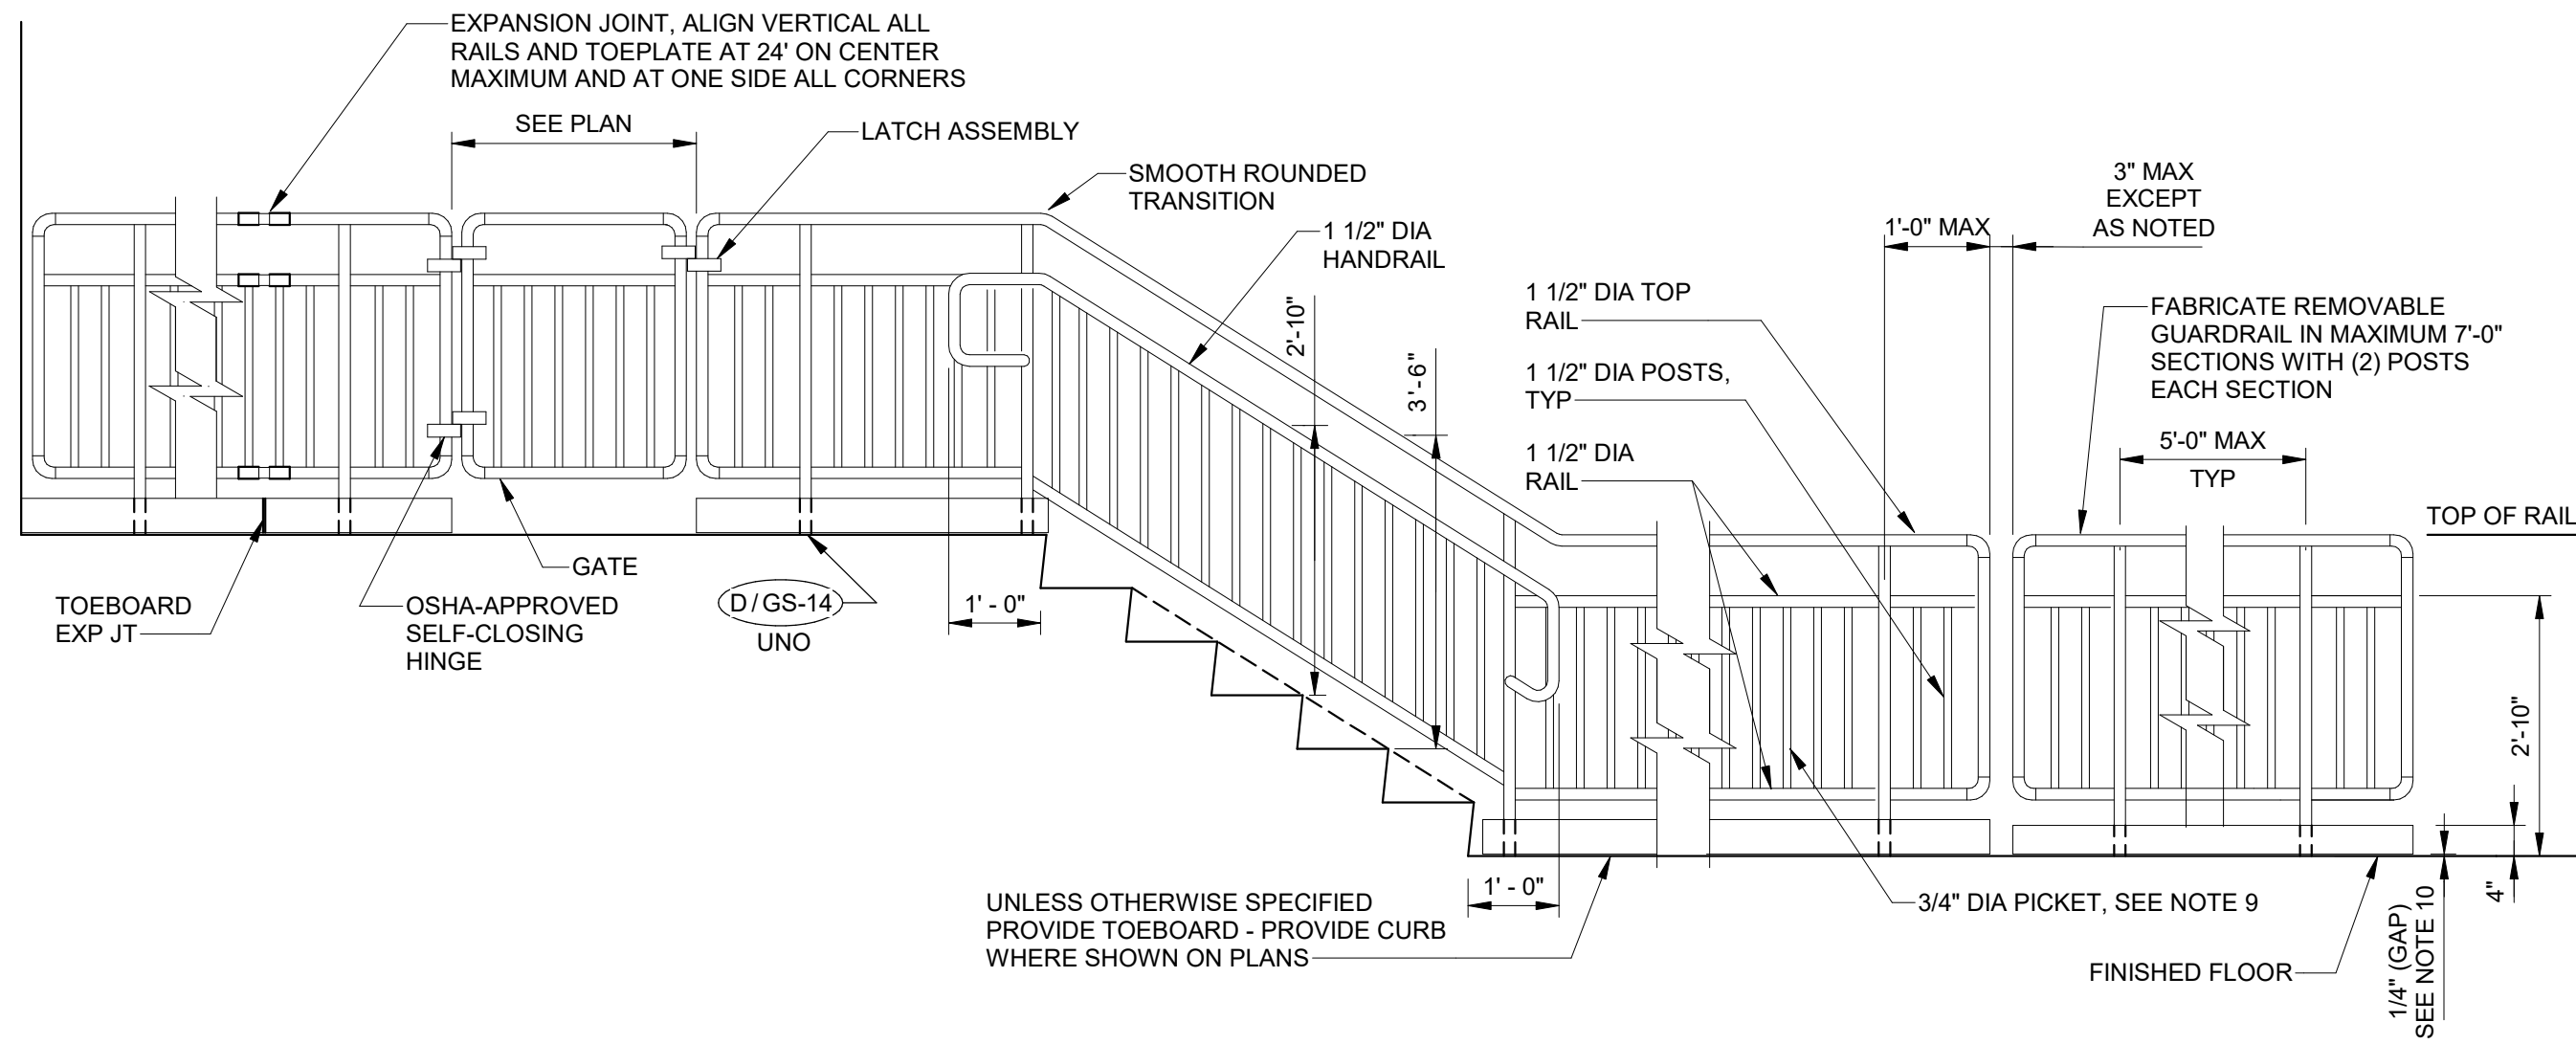 EXPANSION JOINT, ALIGN VERTICAL ALL
RAILS AND TOEPLATE AT 24' ON CENTER
MAXIMUM AND AT ONE SIDE ALL CORNERS
SEE PLAN
LATCH ASSEMBLY
SMOOTH ROUNDED
TRANSITION
1 1/2" DIA
HANDRAIL
2'-10"
3'-6"
1 1/2" DIA TOP
RAIL
1 1/2" DIA POSTS,
TYP
1 1/2" DIA
RAIL
1'-0" MAX
3" MAX
EXCEPT
AS NOTED
FABRICATE REMOVABLE
GUARDRAIL IN MAXIMUM 7'-0"
SECTIONS WITH (2) POSTS
EACH SECTION
5'-0" MAX
TYP
TOP OF RAIL
TOEBOARD
EXP JT
OSHA-APPROVED
SELF-CLOSING
HINGE
GATE
D/GS-14
UNO
1' - 0"
UNLESS OTHERWISE SPECIFIED
PROVIDE TOEBOARD - PROVIDE CURB
WHERE SHOWN ON PLANS
1' - 0"
3/4" DIA PICKET, SEE NOTE 9
FINISHED FLOOR
1/4" (GAP)
SEE NOTE 10
4"
2'-10"